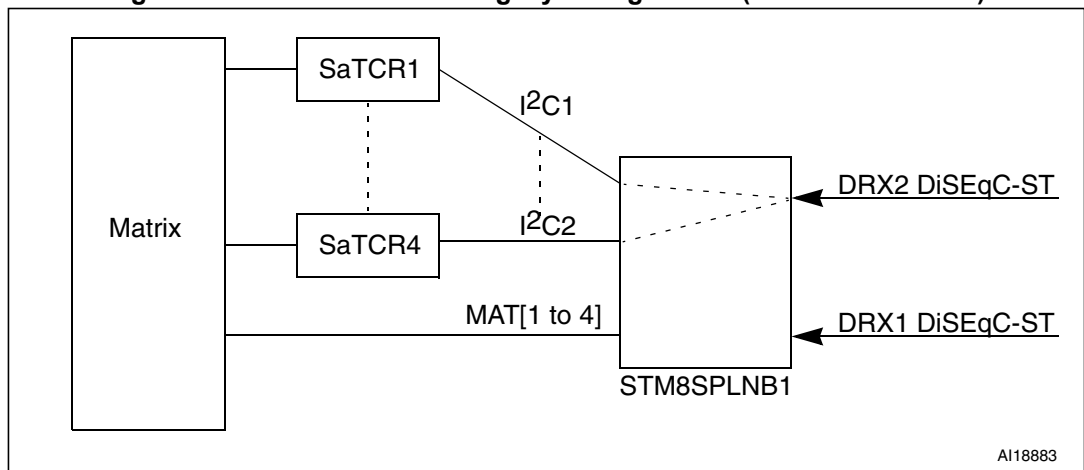 SaTCR1
I2C1
DRX2 DiSEqC-ST
Matrix
I2C2
SaTCR4
MAT[1 to 4]
DRX1 DiSEqC-ST
STM8SPLNB1
AI18883